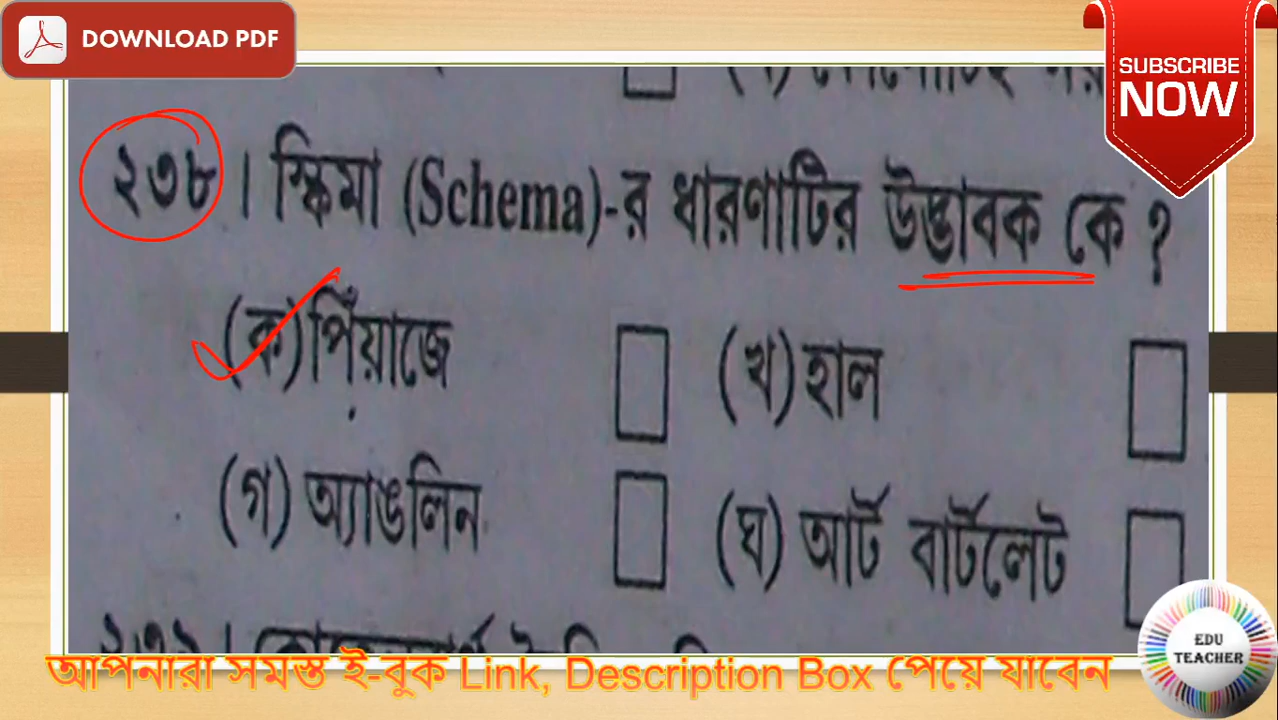 DOWNLOAD PDF
SUBSCRIBE
NOW
২৩৮। স্কিমা (Schema)-র ধারণাটির উদ্ভাবক কে ?
(ক) পিঁয়াজে
(খ) হাল
(গ) অ্যাঙলিন
(ঘ) আর্ট বার্টলেট
EDU
TEACHER
আপনারা সমস্ত ই-বুক Link, Description Box পেয়ে যাবেন